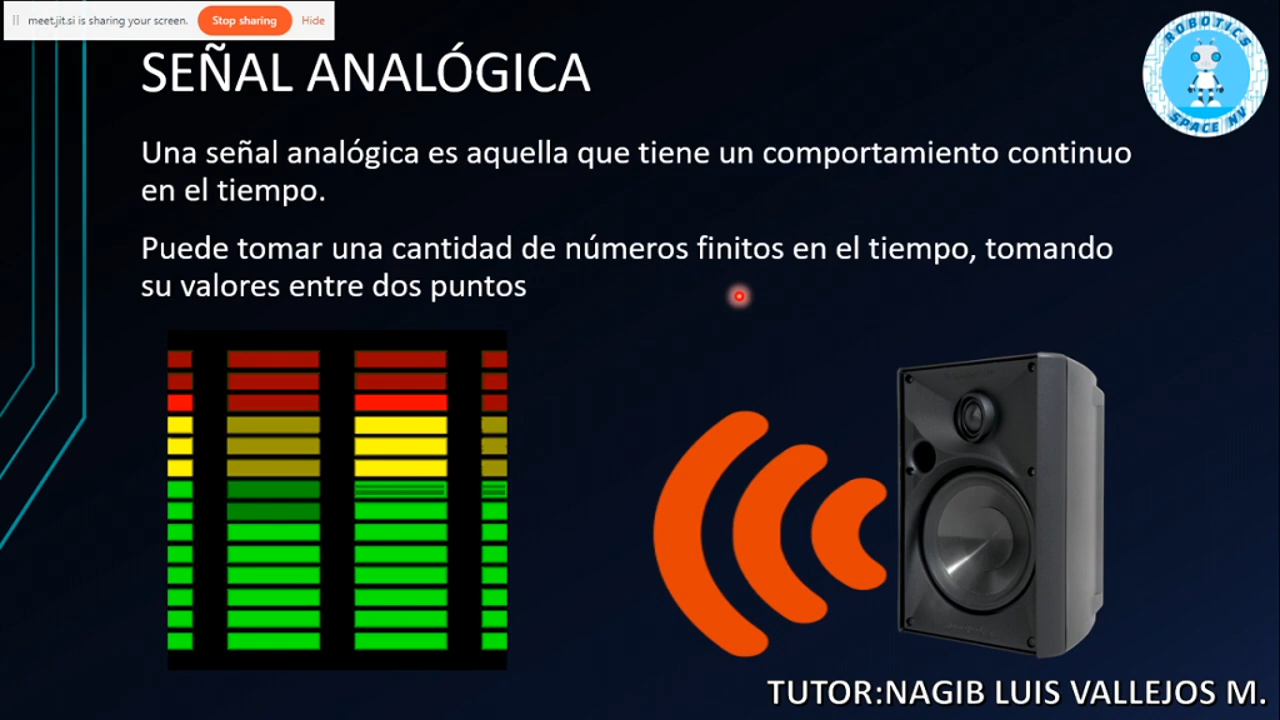 meet.jit.si is sharing your screen. Stop sharing Hide
SEÑAL ANALÓGICA
ROBOTICS
SPACE NV
Una señal analógica es aquella que tiene un comportamiento continuo
en el tiempo.
Puede tomar una cantidad de números finitos en el tiempo, tomando
su valores entre dos puntos
TUTOR:NAGIB LUIS VALLEJOS M.